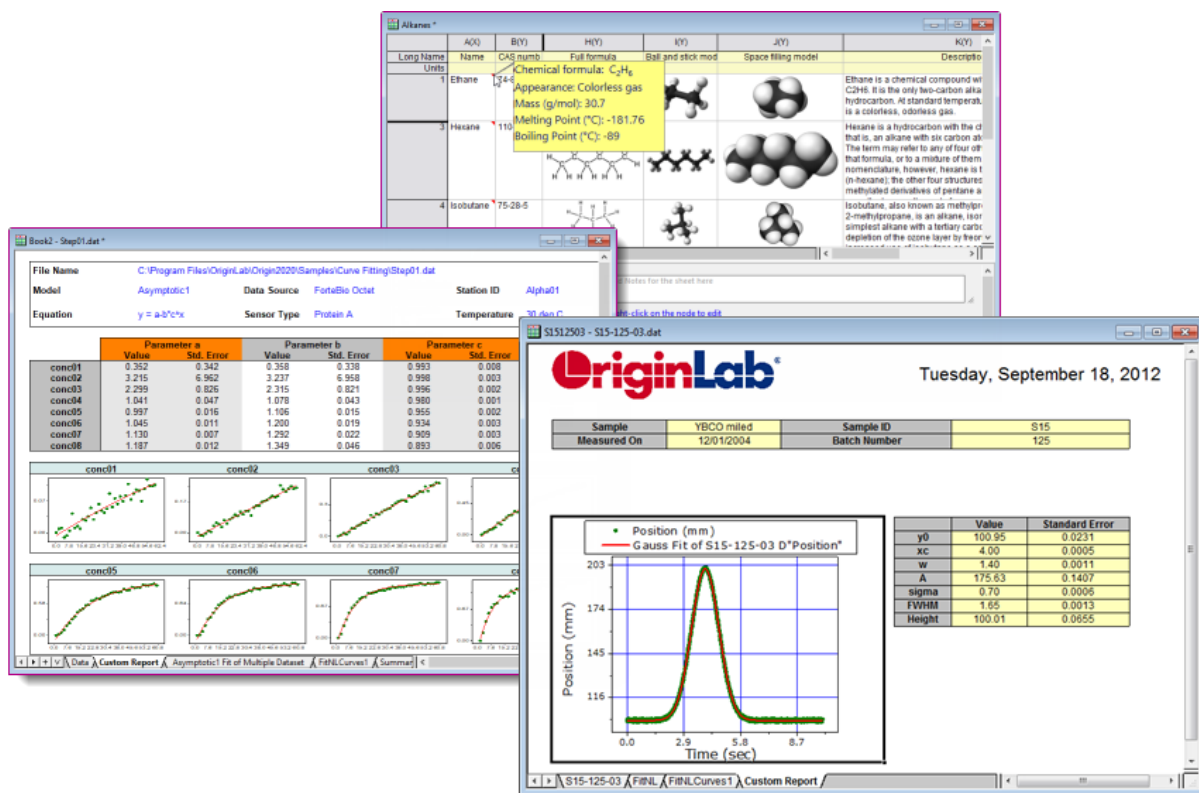 Alkanes *
A(X) B(Y) H(Y) I(Y) J(Y) K(Y)
Long Name Name CAS numb Full formula Ball and stick mod Space filling model Descriptio
Units
Chemical formula: C₂H₆
Appearance: Colorless gas
Mass (g/mol): 30.7
Melting Point (°C): -181.76
Boiling Point (°C): -89
1 Ethane
Ethane is a chemical compound wi
C2H6. It is the only two-carbon alka
hydrocarbon. At standard temperatu
is a colorless, odorless gas.
3 Hexane 110
Hexane is a hydrocarbon with the ch
that is, an alkane with six carbon ato
The term may refer to any of four oth
that formula, or to a mixture of them
nomenclature, however, hexane is t
(n-hexane); the other four structures
methylated derivatives of pentane a
4 Isobutane 75-28-5
Isobutane, also known as methylpro
2-methylpropane, is an alkane, isor
simplest alkane with a tertiary carbo
depletion of the ozone layer by freor
Notes for the sheet here
ht-click on the node to edit
Book2 - Step01.dat *
File Name C:\Program Files\OriginLab\Origin2020\Samples\Curve Fitting\Step01.dat
Model Asymptotic1 Data Source ForteBio Octet Station ID Alpha01
Equation y = a-b*c^x Sensor Type Protein A Temperature 30 deg C
Parameter a Parameter b Parameter c
Value Std. Error Value Std. Error Value Std. Error
conc01 0.352 0.342 0.358 0.338 0.993 0.008
conc02 3.215 6.962 3.237 6.958 0.998 0.003
conc03 2.299 0.826 2.315 0.821 0.996 0.002
conc04 1.041 0.047 1.078 0.043 0.980 0.001
conc05 0.997 0.016 1.106 0.015 0.955 0.002
conc06 1.045 0.011 1.200 0.019 0.934 0.003
conc07 1.130 0.007 1.292 0.022 0.909 0.003
conc08 1.187 0.012 1.349 0.046 0.893 0.006
conc01 conc02 conc03
conc05 conc06 conc07
Data Custom Report Asymptotic1 Fit of Multiple Dataset FitNLCurves1 Summar
S1512503 - S15-125-03.dat
OriginLab®
Tuesday, September 18, 2012
Sample YBCO miled Sample ID S15
Measured On 12/01/2004 Batch Number 125
Position (mm)
Gauss Fit of S15-125-03 D"Position"
203
174
145
116
Position (mm)
0.0 2.9 5.8 8.7
Time (sec)
Value Standard Error
y0 100.95 0.0231
xc 4.00 0.0005
w 1.40 0.0011
A 175.63 0.1407
sigma 0.70 0.0006
FWHM 1.65 0.0013
Height 100.01 0.0655
S15-125-03 FitNL FitNLCurves1 Custom Report